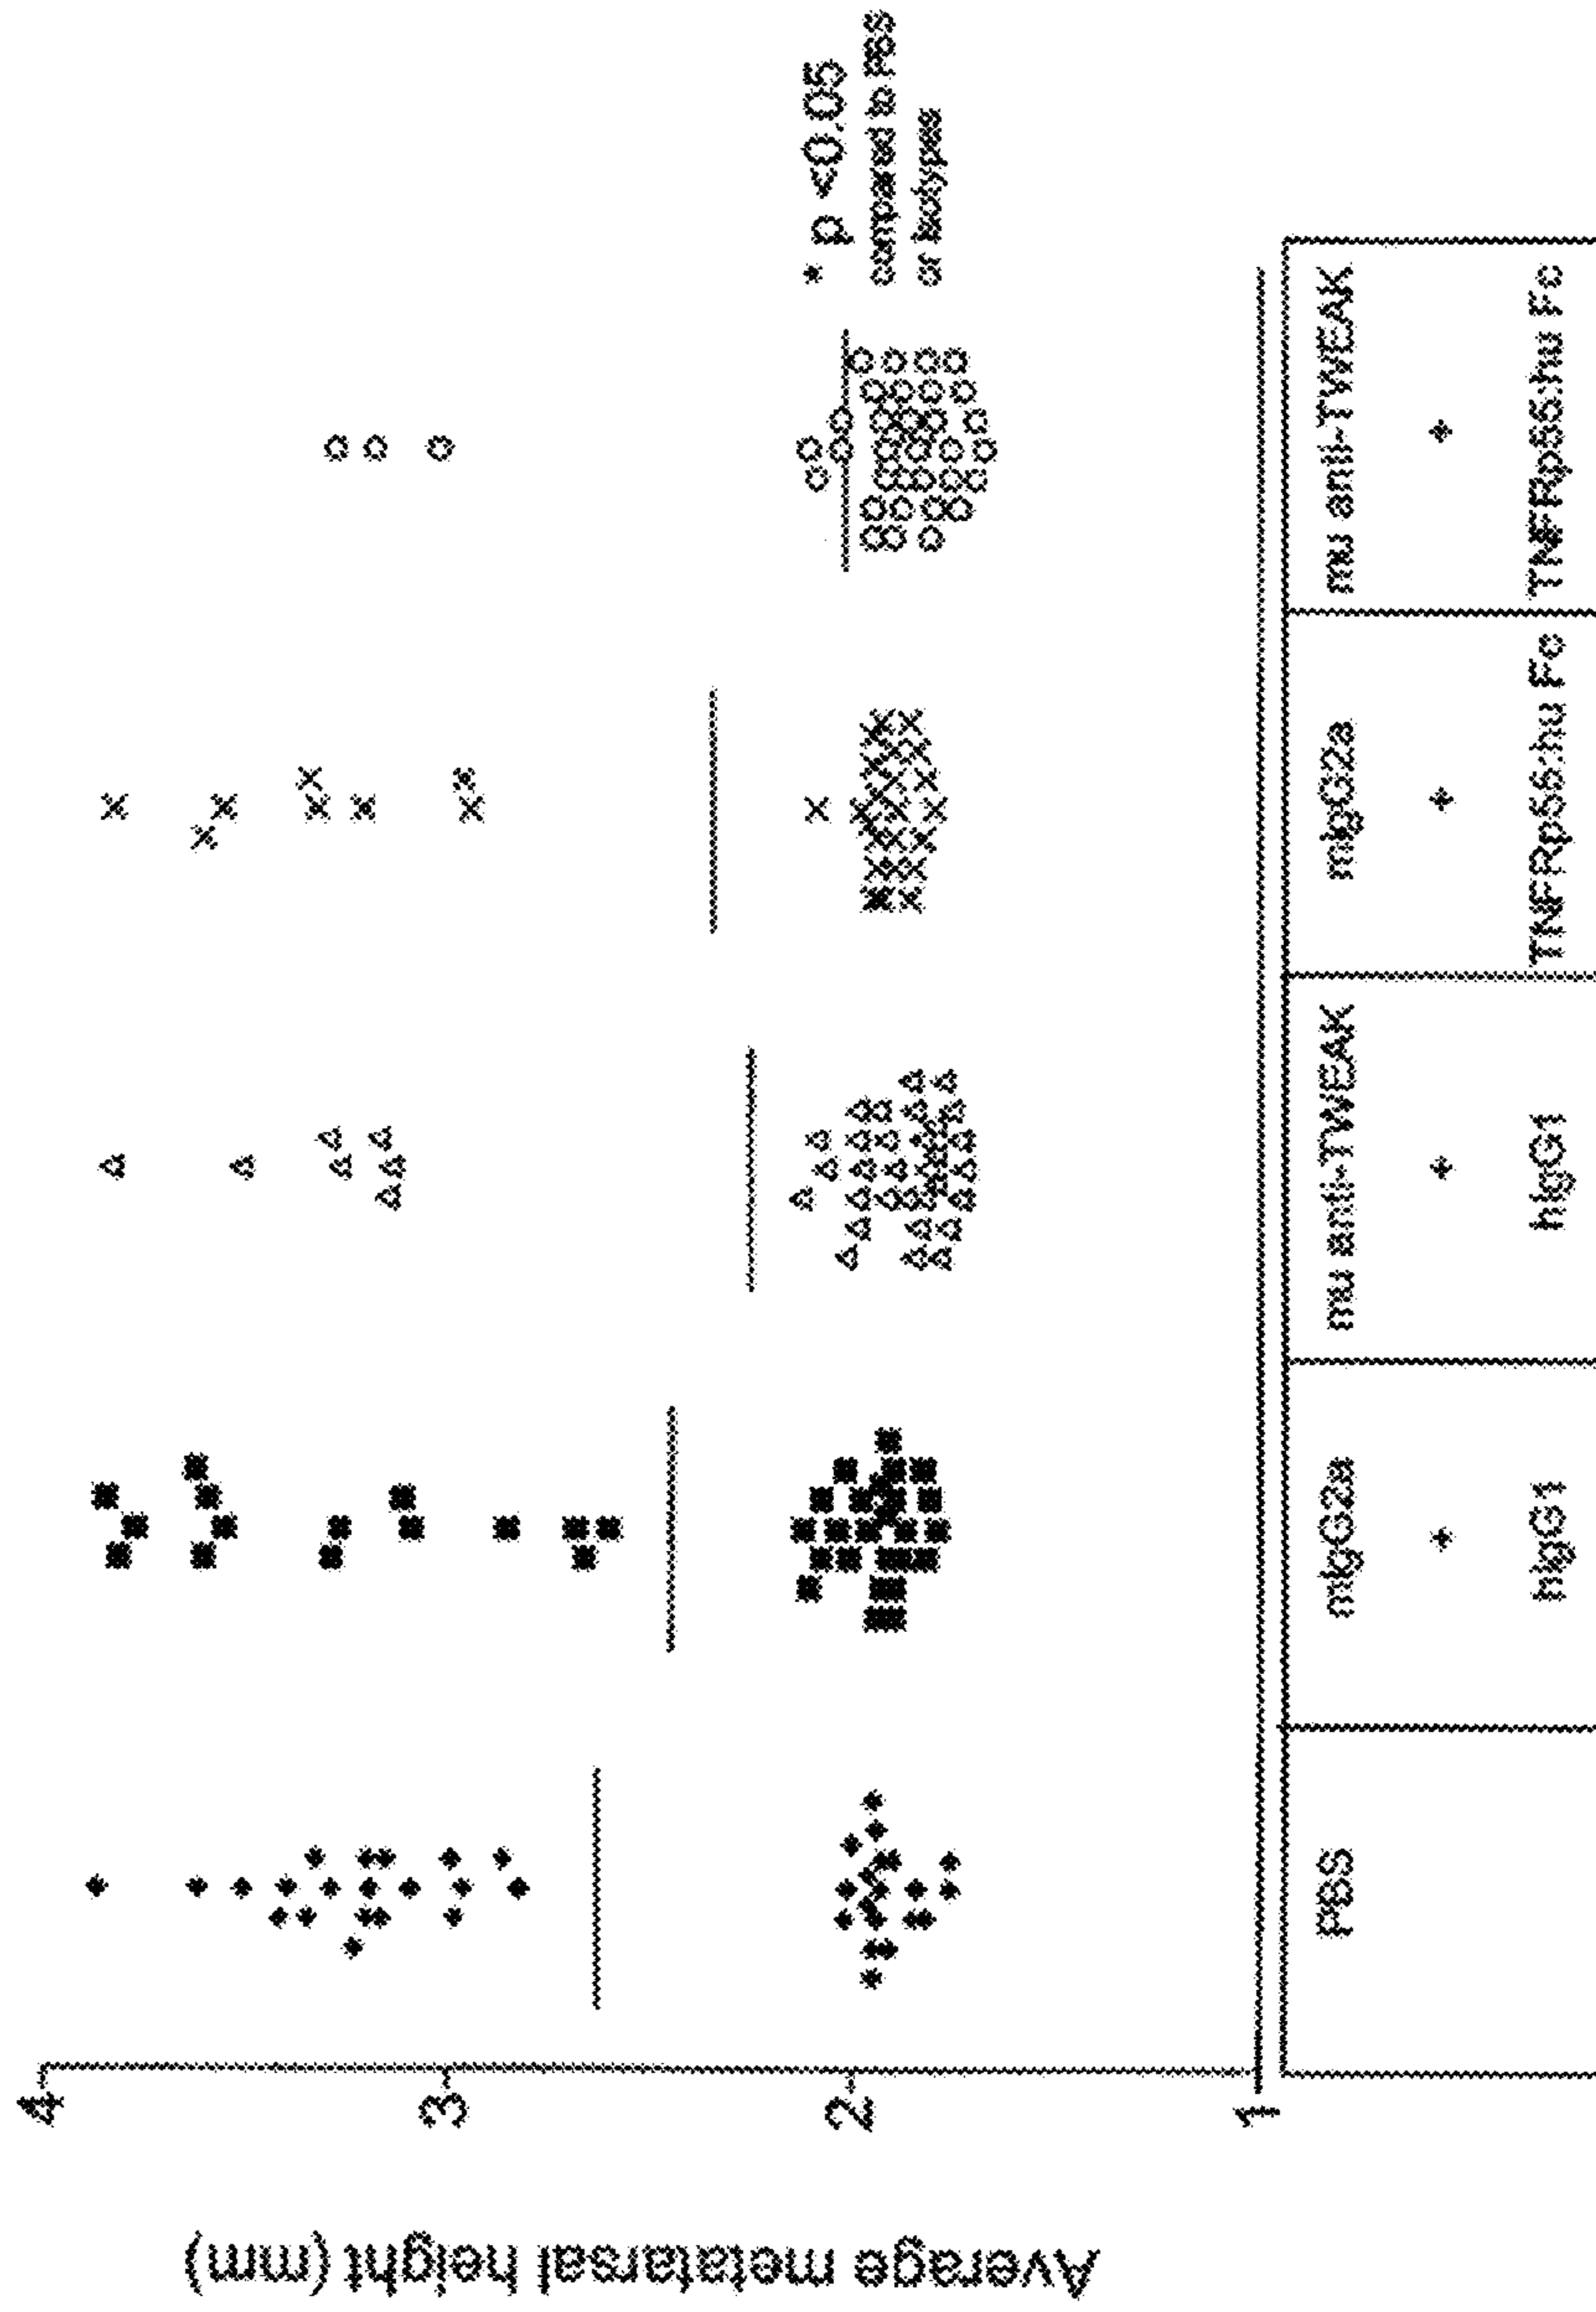 Average metatarsal height (mm)
4
3
2
1
* p <0.05
compared to PBS
or isotypes
PBS
mIgG2a
+
hIgG1
mu anti-TWEAK
+
hIgG1
mIgG2a
+
TNFRp55:hu Fc
mu anti-TWEAK
+
TNFRp55:hu Fc